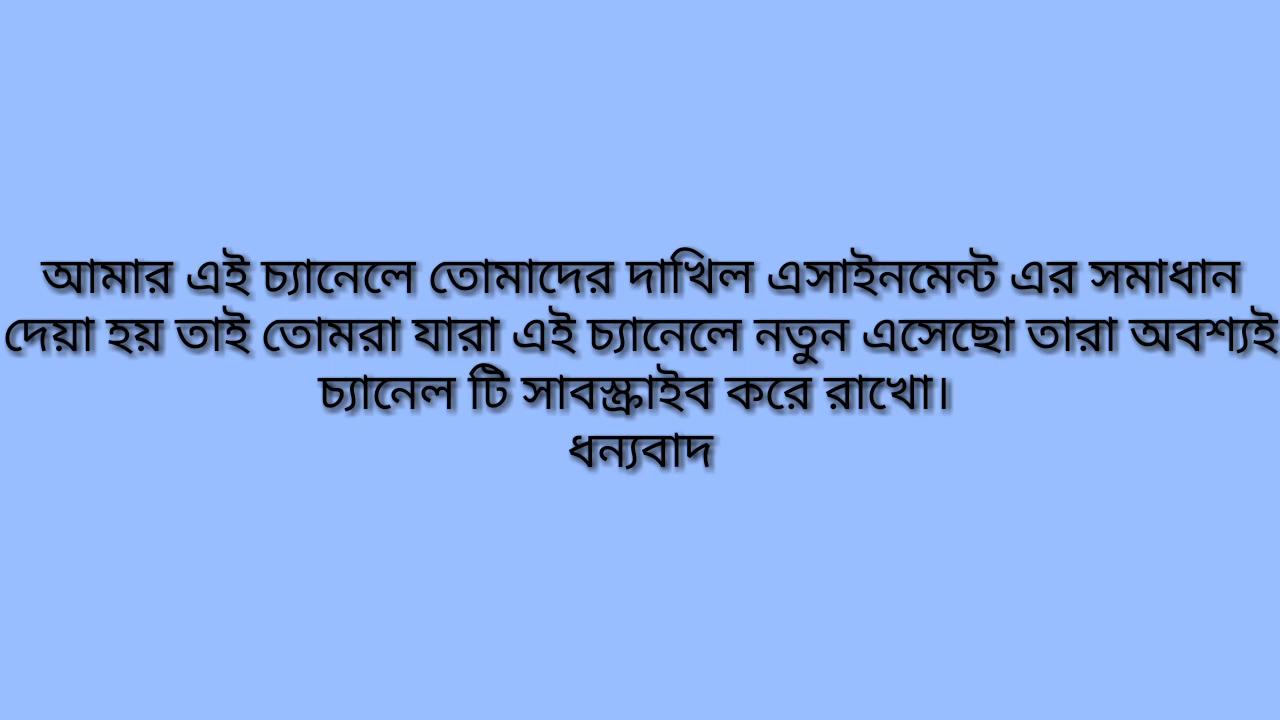 আমার এই চ্যানেলে তোমাদের দাখিল এসাইনমেন্ট এর সমাধান
দেয়া হয় তাই তোমরা যারা এই চ্যানেলে নতুন এসেছো তারা অবশ্যই
চ্যানেল টি সাবস্ক্রাইব করে রাখো।
ধন্যবাদ